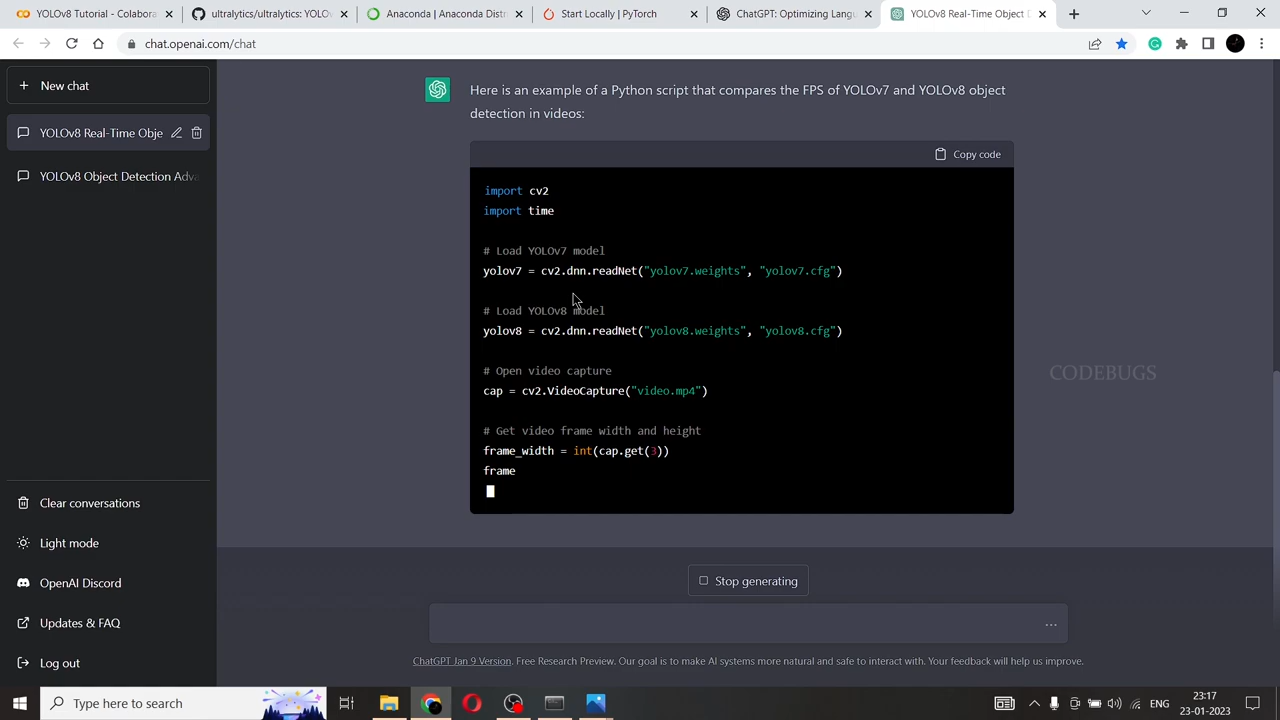 YOLOv8 Tutorial - Colabora
ultralytics/ultralytics: YOLO
Anaconda | Anaconda Distri
Start Locally | PyTorch
ChatGPT: Optimizing Langu
YOLOv8 Real-Time Object D
chat.openai.com/chat
New chat
YOLOv8 Real-Time Obje
YOLOv8 Object Detection Adva
Clear conversations
Light mode
OpenAI Discord
Updates & FAQ
Log out
Here is an example of a Python script that compares the FPS of YOLOv7 and YOLOv8 object
detection in videos:
Copy code
import cv2
import time
# Load YOLOv7 model
yolov7 = cv2.dnn.readNet("yolov7.weights", "yolov7.cfg")
# Load YOLOv8 model
yolov8 = cv2.dnn.readNet("yolov8.weights", "yolov8.cfg")
# Open video capture
cap = cv2.VideoCapture("video.mp4")
# Get video frame width and height
frame_width = int(cap.get(3))
frame
CODEBUGS
Stop generating
ChatGPT Jan 9 Version. Free Research Preview. Our goal is to make AI systems more natural and safe to interact with. Your feedback will help us improve.
Type here to search
ENG
23:17
23-01-2023